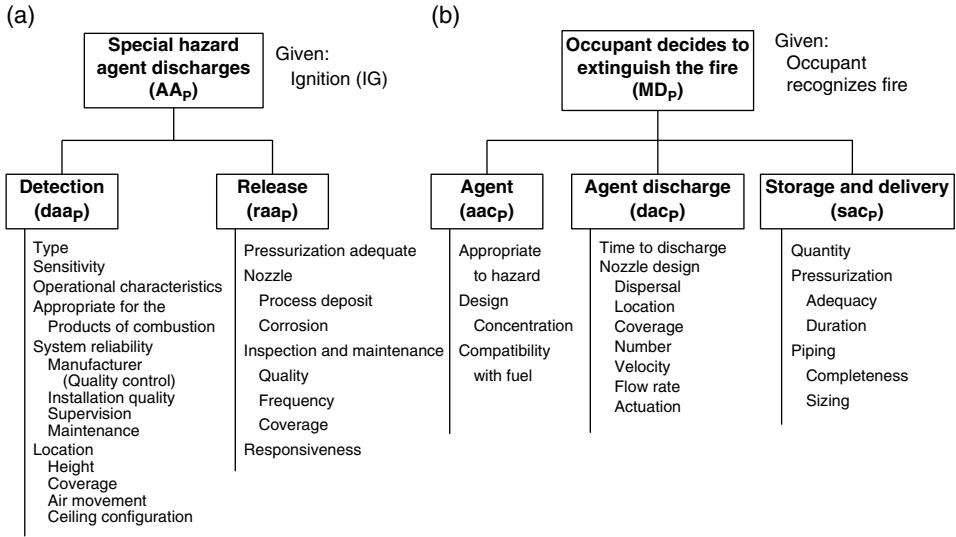 (a)
Special hazard
agent discharges
(AAP)
Given:
Ignition (IG)
Detection
(daaP)
Type
Sensitivity
Operational characteristics
Appropriate for the
Products of combustion
System reliability
Manufacturer
(Quality control)
Installation quality
Supervision
Maintenance
Location
Height
Coverage
Air movement
Ceiling configuration
Release
(raaP)
Pressurization adequate
Nozzle
Process deposit
Corrosion
Inspection and maintenance
Quality
Frequency
Coverage
Responsiveness
(b)
Occupant decides to
extinguish the fire
(MDP)
Given:
Occupant
recognizes fire
Agent
(aacP)
Appropriate
to hazard
Design
Concentration
Compatibility
with fuel
Agent discharge
(dacP)
Time to discharge
Nozzle design
Dispersal
Location
Coverage
Number
Velocity
Flow rate
Actuation
Storage and delivery
(sacP)
Quantity
Pressurization
Adequacy
Duration
Piping
Completeness
Sizing